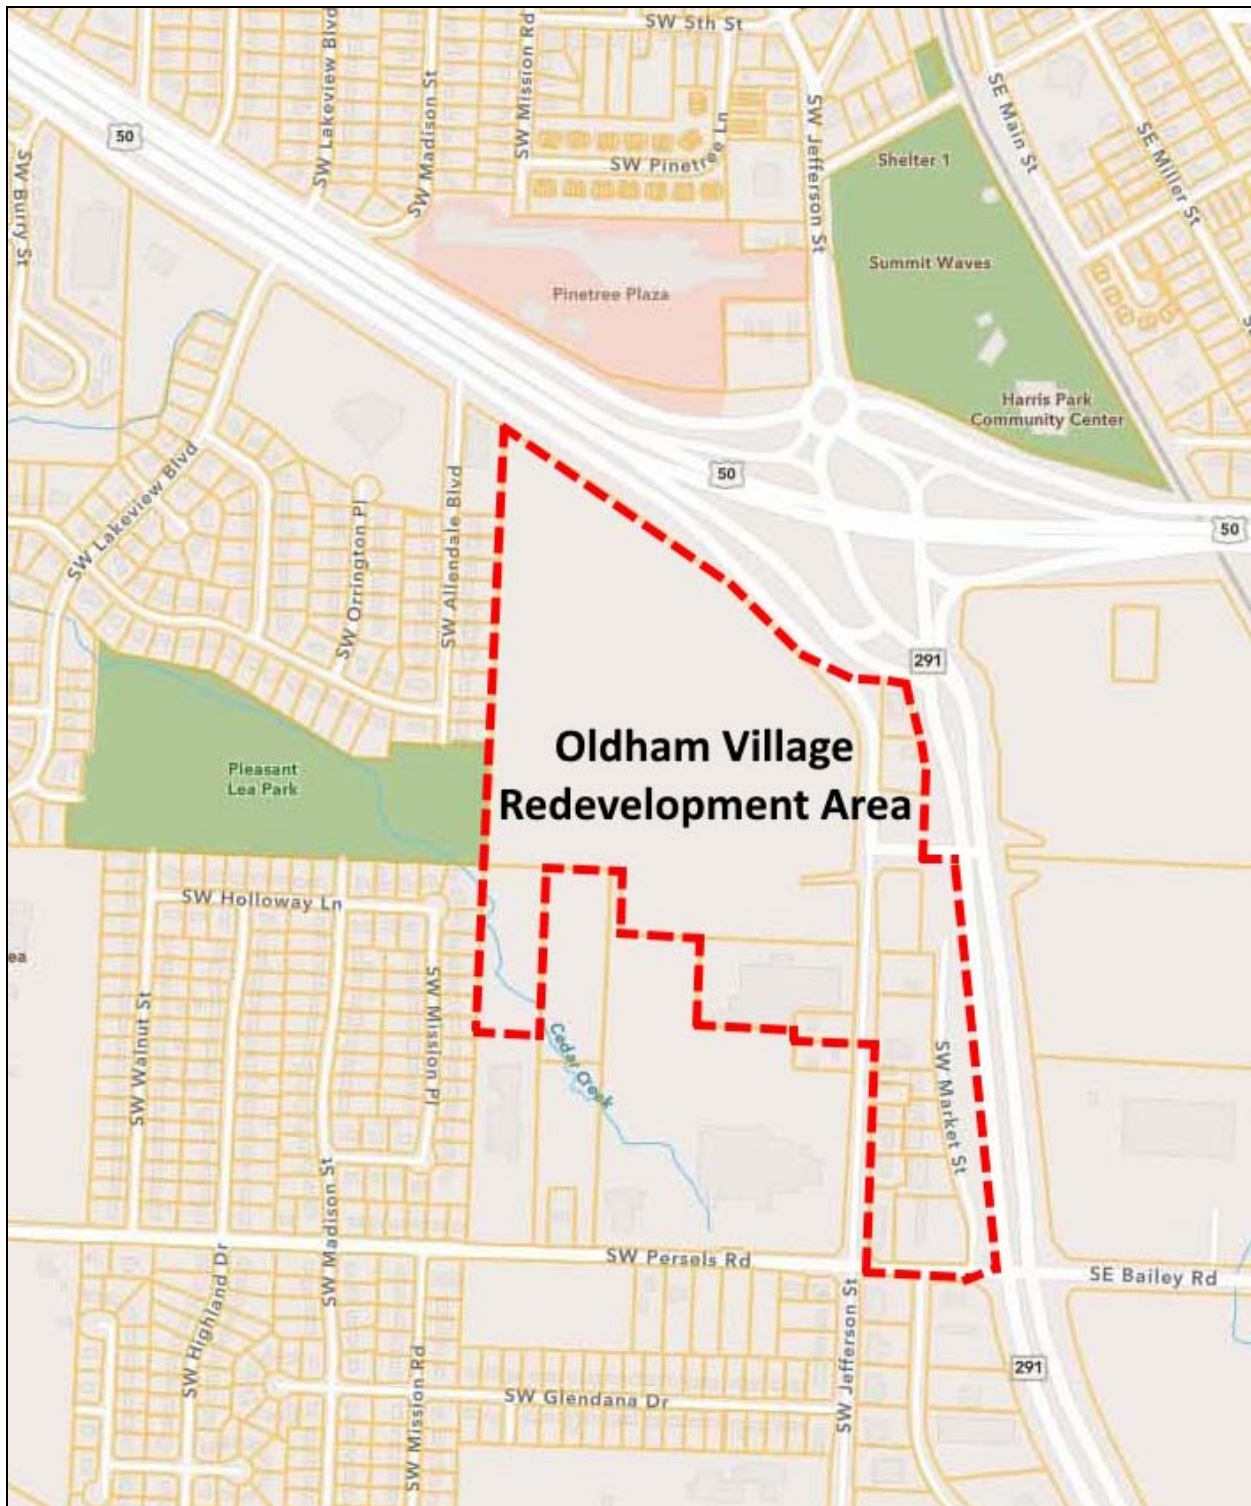 SW 5th St
SW Lakeview Blvd
SW Madison St
SW Mission Rd
SW Jefferson St
SE Main St
SE Miller St
50
SW Pinetree Ln
Shelter 1
SW Burry St
Summit Waves
Pinetree Plaza
Harris Park
Community Center
50
50
SW Lakeview Blvd
SW Orrington Pl
SW Allendale Blvd
291
Oldham Village
Redevelopment Area
Pleasant
Lea Park
SW Holloway Ln
ea
SW Walnut St
SW Mission Pl
Cedar Creek
SW Market St
SW Madison St
SW Highland Dr
SW Persels Rd
SE Bailey Rd
SW Jefferson St
291
SW Mission Rd
SW Glendana Dr